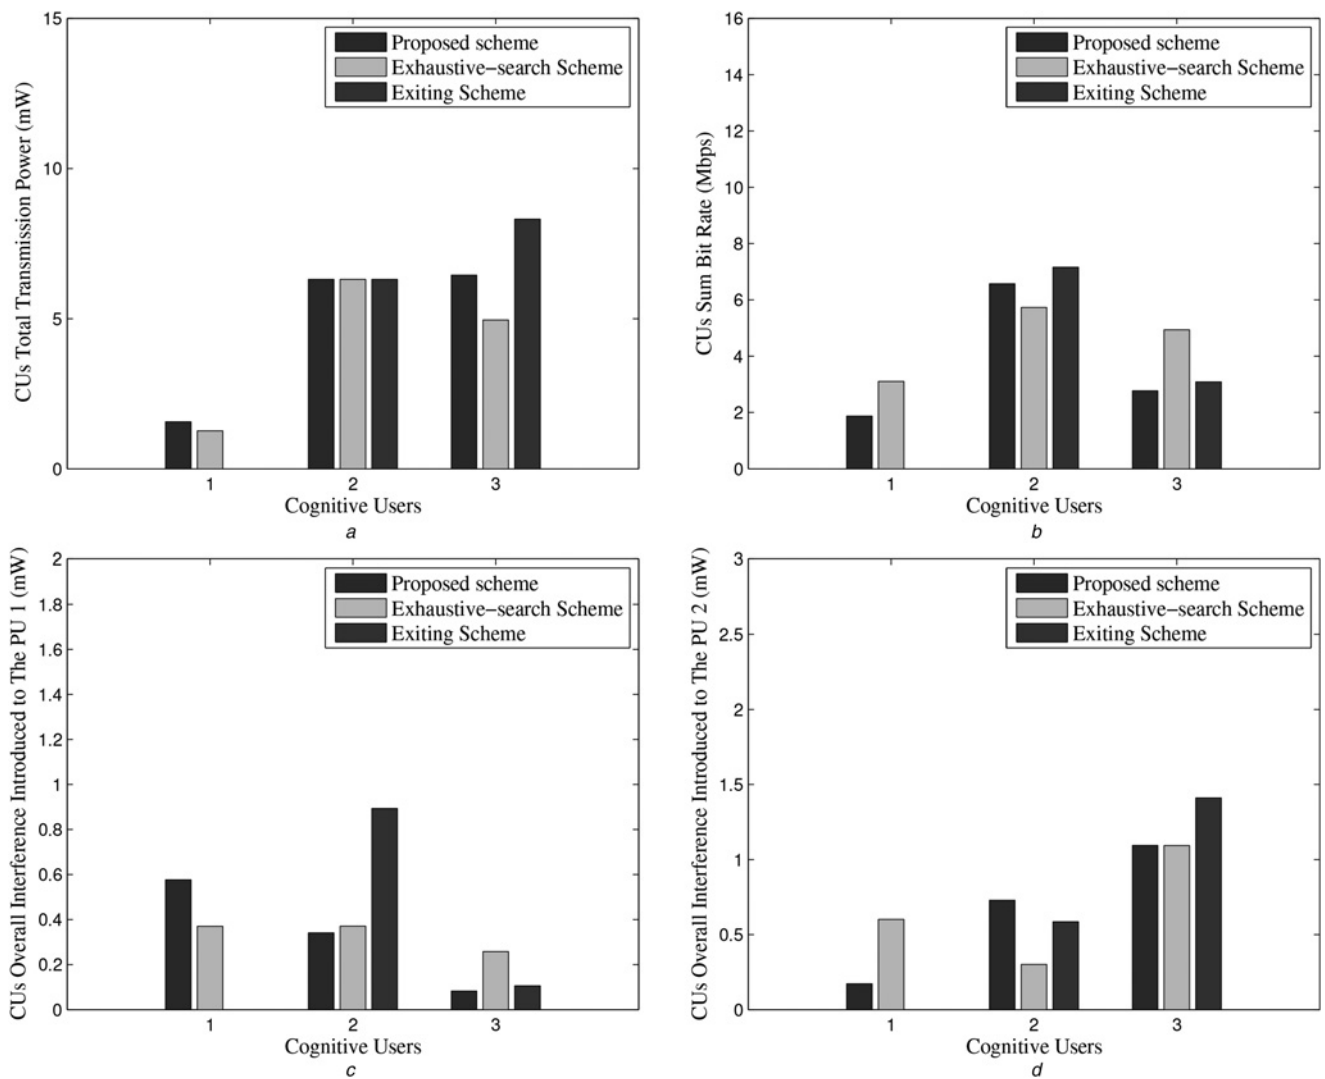 15
10
5
0
CUs Total Transmission Power (mW)
Proposed scheme
Exhaustive-search Scheme
Exiting Scheme
1 2 3
Cognitive Users
a
16
14
12
10
8
6
4
2
0
CUs Sum Bit Rate (Mbps)
Proposed scheme
Exhaustive-search Scheme
Exiting Scheme
1 2 3
Cognitive Users
b
2
1.8
1.6
1.4
1.2
1
0.8
0.6
0.4
0.2
0
CUs Overall Interference Introduced to The PU 1 (mW)
Proposed scheme
Exhaustive-search Scheme
Exiting Scheme
1 2 3
Cognitive Users
c
3
2.5
2
1.5
1
0.5
0
CUs Overall Interference Introduced to The PU 2 (mW)
Proposed scheme
Exhaustive-search Scheme
Exiting Scheme
1 2 3
Cognitive Users
d